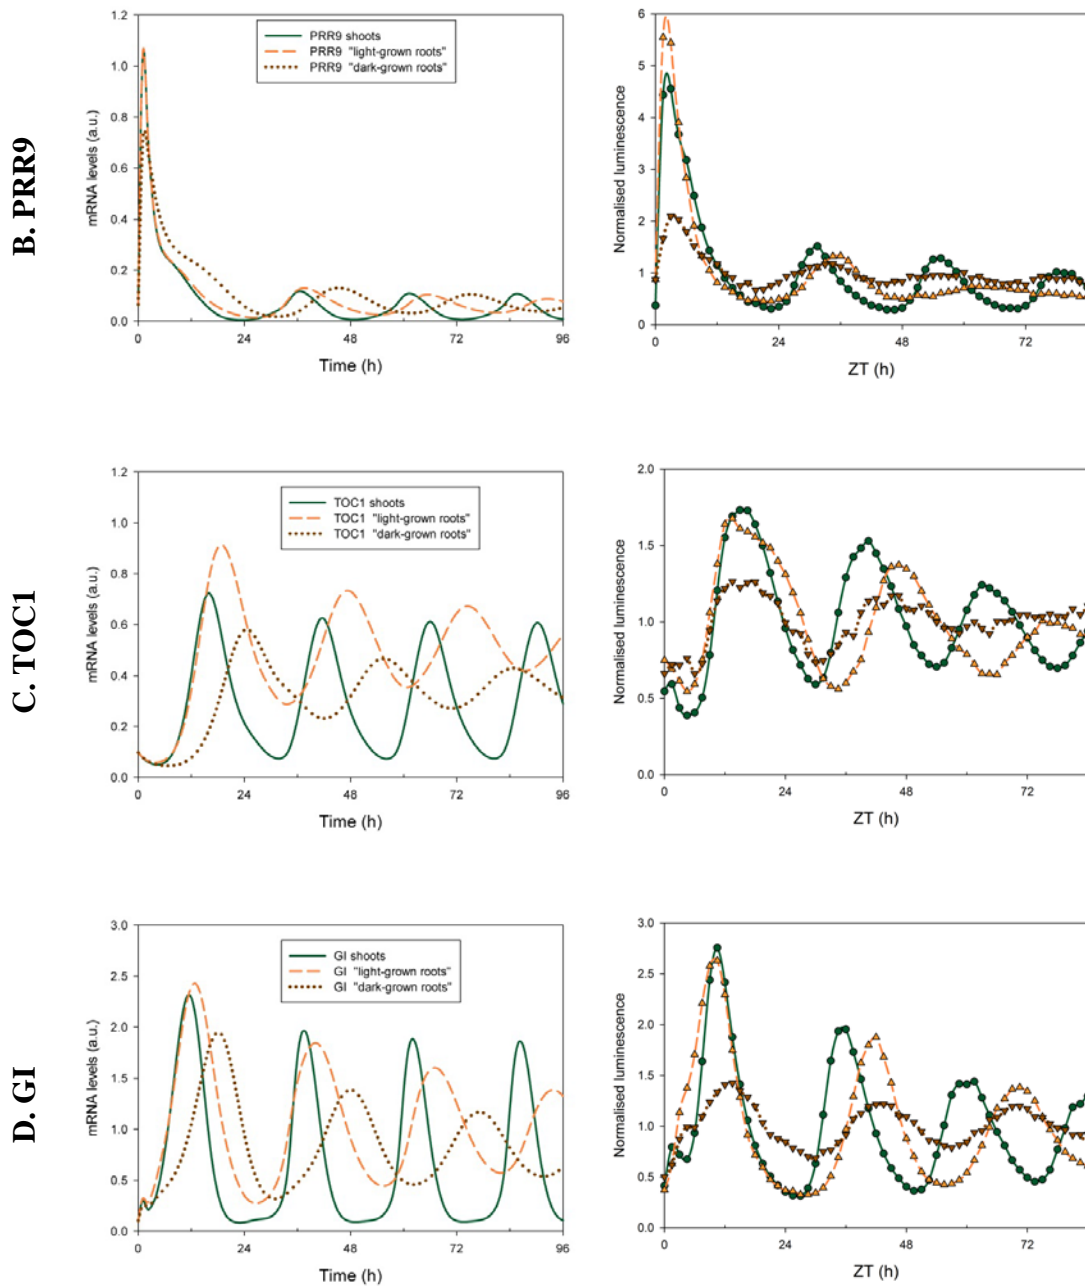 B. PRR9
mRNA levels (a.u.)
1.2
1.0
0.8
0.6
0.4
0.2
0.0
PRR9 shoots
PRR9 "light-grown roots"
PRR9 "dark-grown roots"
0 24 48 72 96
Time (h)
Normalised luminescence
6
5
4
3
2
1
0
0 24 48 72
ZT (h)
C. TOC1
mRNA levels (a.u.)
1.2
1.0
0.8
0.6
0.4
0.2
0.0
TOC1 shoots
TOC1 "light-grown roots"
TOC1 "dark-grown roots"
0 24 48 72 96
Time (h)
Normalised luminescence
2.0
1.5
1.0
0.5
0.0
0 24 48 72
ZT (h)
D. GI
mRNA levels (a.u.)
3.0
2.5
2.0
1.5
1.0
0.5
0.0
GI shoots
GI "light-grown roots"
GI "dark-grown roots"
0 24 48 72 96
Time (h)
Normalised luminescence
3.0
2.5
2.0
1.5
1.0
0.5
0.0
0 24 48 72
ZT (h)